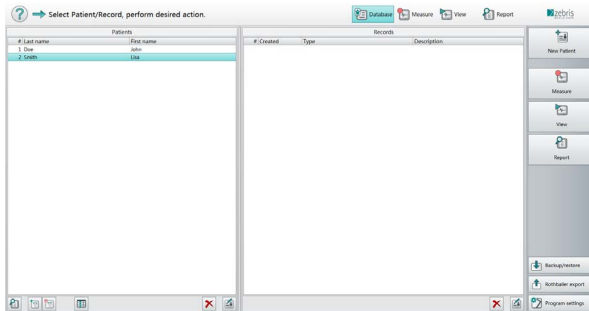 ? Select Patient/Record, perform desired action.
Database Measure View Report
zebris
Patients
# Last name First name
1 Doe John
2 Smith Lisa
Records
# Created Type Description
New Patient
Measure
View
Report
Backup/restore
Rothballer export
Program settings